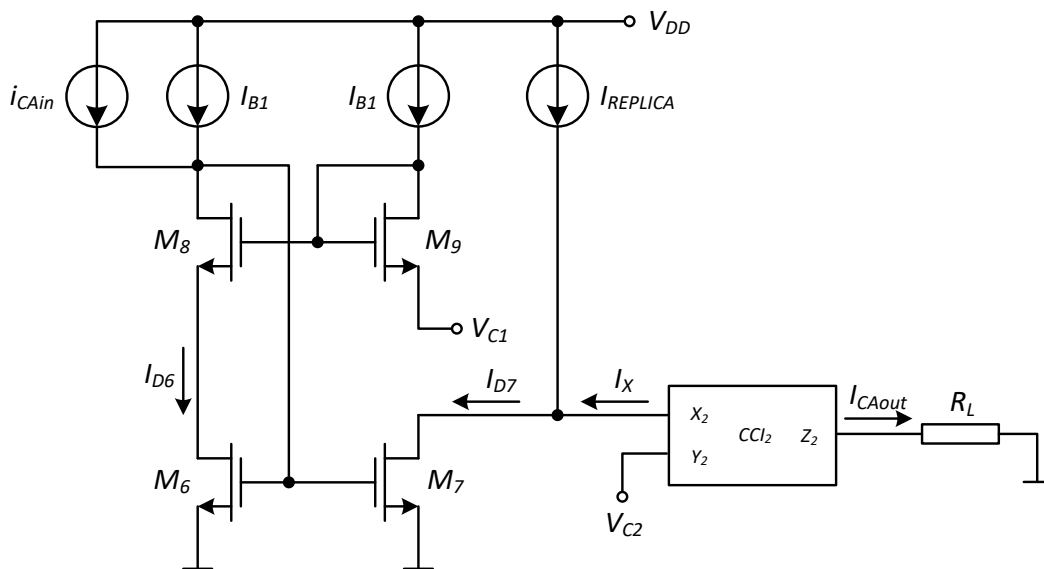 V_DD
i_CAin
I_B1
I_B1
I_REPLICA
M_8
M_9
V_C1
I_D6
I_D7
I_X
I_CAout
R_L
X_2
CCI_2
Z_2
Y_2
M_6
M_7
V_C2